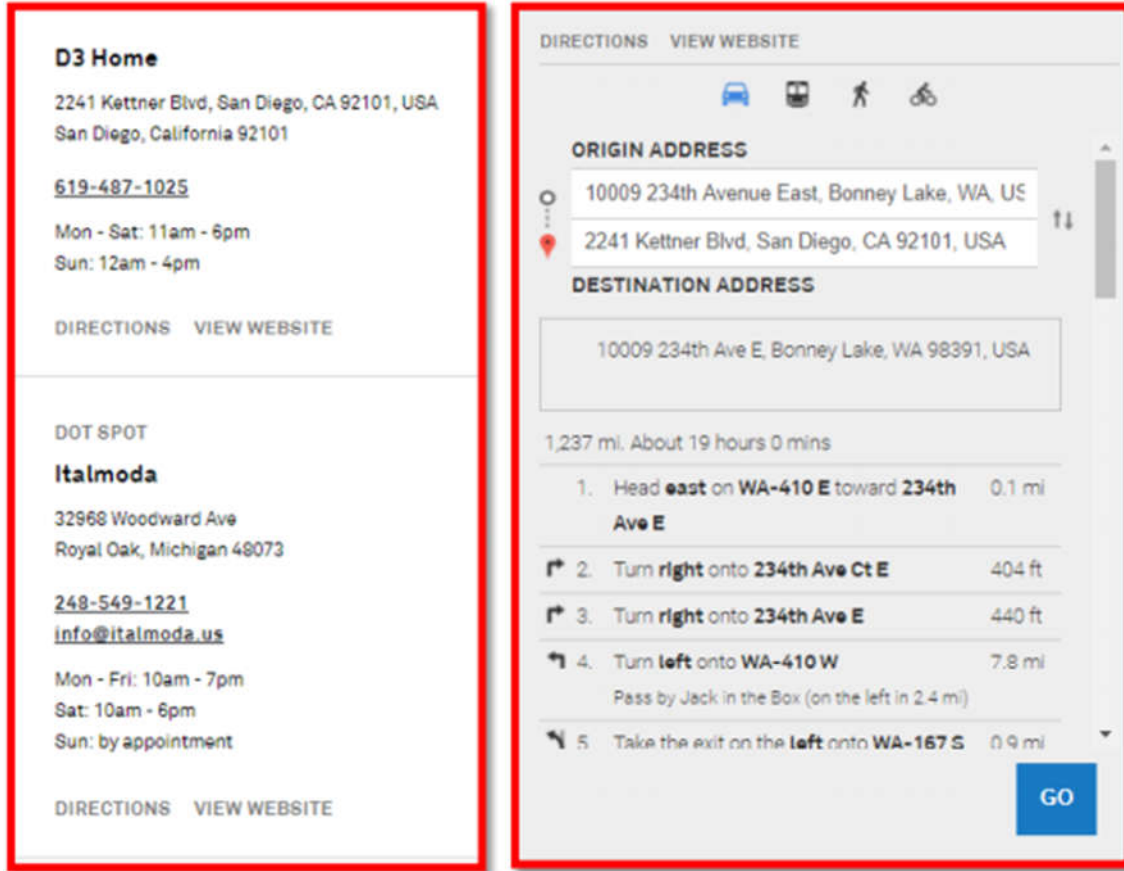 D3 Home
2241 Kettner Blvd, San Diego, CA 92101, USA
San Diego, California 92101
619-487-1025
Mon - Sat: 11am - 6pm
Sun: 12am - 4pm
DIRECTIONS VIEW WEBSITE
DOT SPOT
Italmoda
32968 Woodward Ave
Royal Oak, Michigan 48073
248-549-1221
info@italmoda.us
Mon - Fri: 10am - 7pm
Sat: 10am - 6pm
Sun: by appointment
DIRECTIONS VIEW WEBSITE
DIRECTIONS VIEW WEBSITE
ORIGIN ADDRESS
10009 234th Avenue East, Bonney Lake, WA, US
2241 Kettner Blvd, San Diego, CA 92101, USA
DESTINATION ADDRESS
10009 234th Ave E, Bonney Lake, WA 98391, USA
1,237 mi. About 19 hours 0 mins
1. Head east on WA-410 E toward 234th 0.1 mi
Ave E
2. Turn right onto 234th Ave Ct E 404 ft
3. Turn right onto 234th Ave E 440 ft
4. Turn left onto WA-410 W 7.8 mi
Pass by Jack in the Box (on the left in 2.4 mi)
5 Take the exit on the left onto WA-167 S 0.9 mi
GO